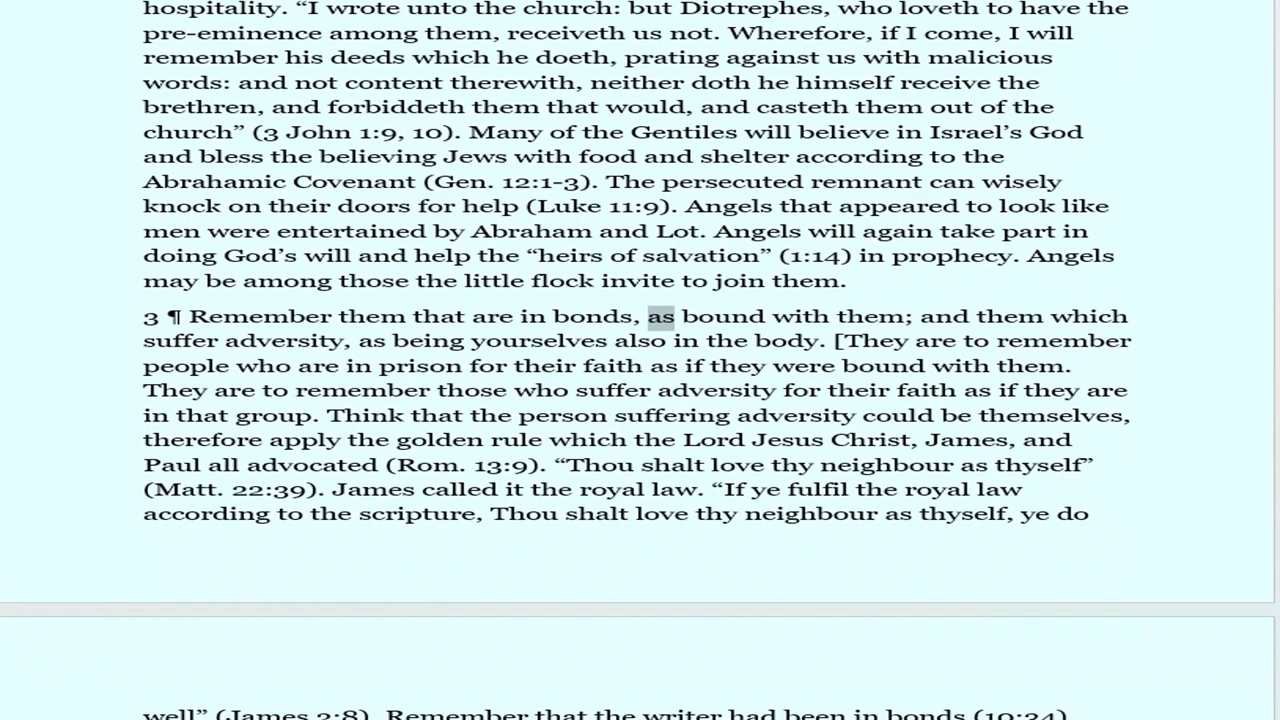 hospitality. “I wrote unto the church: but Diotrephes, who loveth to have the
pre-eminence among them, receiveth us not. Wherefore, if I come, I will
remember his deeds which he doeth, prating against us with malicious
words: and not content therewith, neither doth he himself receive the
brethren, and forbiddeth them that would, and casteth them out of the
church” (3 John 1:9, 10). Many of the Gentiles will believe in Israel’s God
and bless the believing Jews with food and shelter according to the
Abrahamic Covenant (Gen. 12:1-3). The persecuted remnant can wisely
knock on their doors for help (Luke 11:9). Angels that appeared to look like
men were entertained by Abraham and Lot. Angels will again take part in
doing God’s will and help the “heirs of salvation” (1:14) in prophecy. Angels
may be among those the little flock invite to join them.
3 ¶ Remember them that are in bonds, as bound with them; and them which
suffer adversity, as being yourselves also in the body. [They are to remember
people who are in prison for their faith as if they were bound with them.
They are to remember those who suffer adversity for their faith as if they are
in that group. Think that the person suffering adversity could be themselves,
therefore apply the golden rule which the Lord Jesus Christ, James, and
Paul all advocated (Rom. 13:9). “Thou shalt love thy neighbour as thyself”
(Matt. 22:39). James called it the royal law. “If ye fulfil the royal law
according to the scripture, Thou shalt love thy neighbour as thyself, ye do
well” (James 2:8). Remember that the writer had been in bonds (10:34).